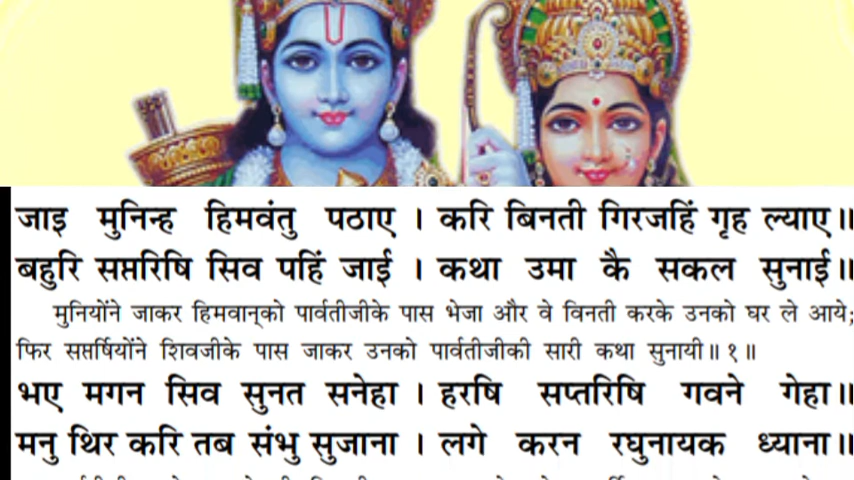 जाइ मुनिन्ह हिमवंतु पठाए । करि बिनती गिरजहिं गृह ल्याए॥
बहुरि सप्तरिषि सिव पहिं जाई । कथा उमा कै सकल सुनाई॥
मुनियोंने जाकर हिमवान्‌को पार्वतीजीके पास भेजा और वे विनती करके उनको घर ले आये;
फिर सप्तर्षियोंने शिवजीके पास जाकर उनको पार्वतीजीकी सारी कथा सुनायी॥ १॥
भए मगन सिव सुनत सनेहा । हरषि सप्तरिषि गवने गेहा॥
मनु थिर करि तब संभु सुजाना । लगे करन रघुनायक ध्याना॥